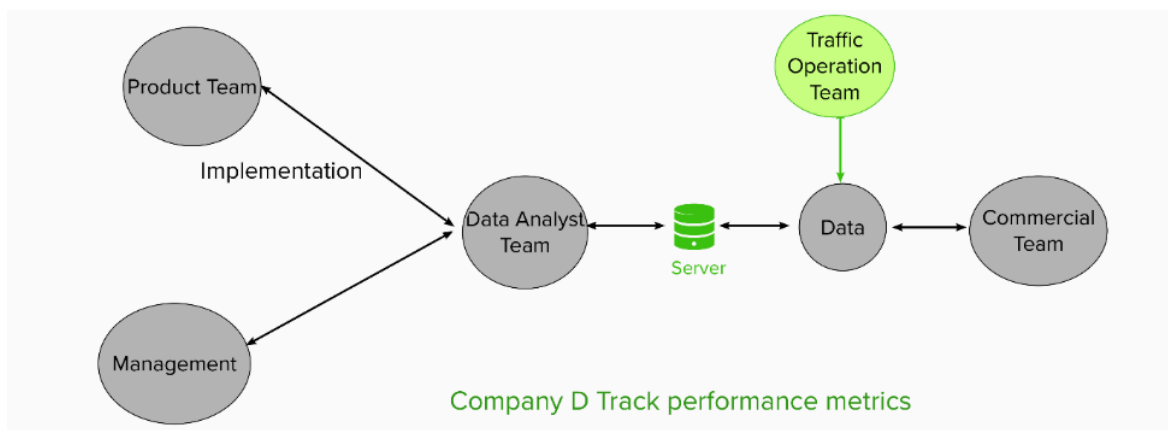 Product Team
Implementation
Management
Data Analyst
Team
Server
Traffic
Operation
Team
Data
Commercial
Team
Company D Track performance metrics